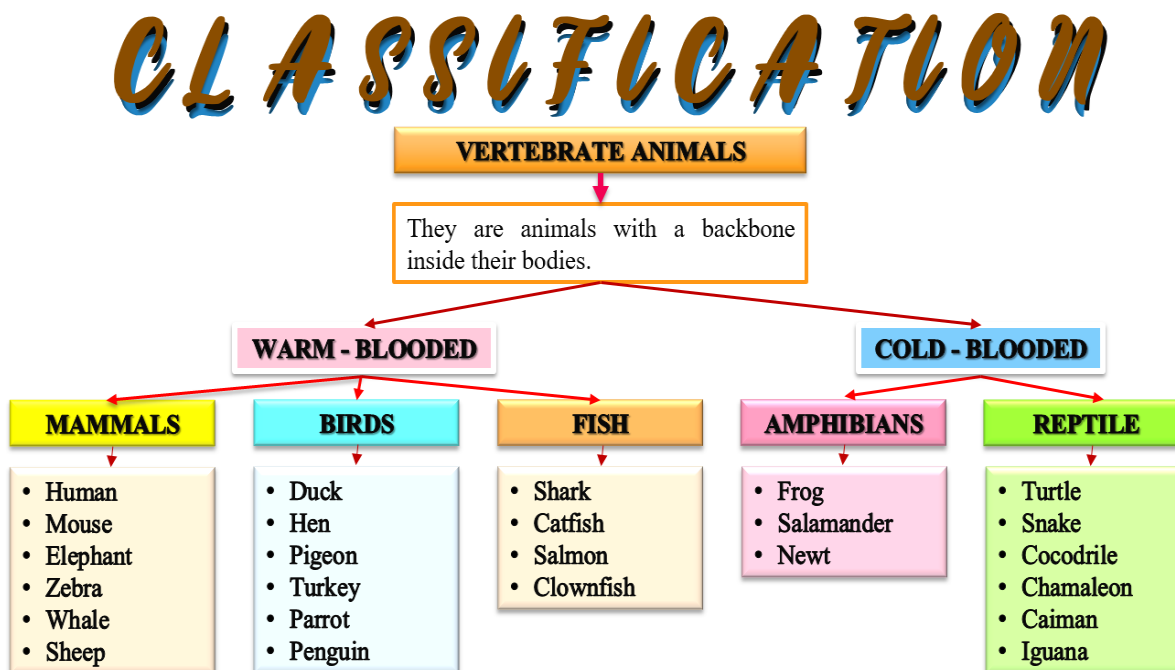 CLASSIFICATION
VERTEBRATE ANIMALS
They are animals with a backbone
inside their bodies.
WARM - BLOODED
COLD - BLOODED
MAMMALS
BIRDS
FISH
AMPHIBIANS
REPTILE
• Human
• Mouse
• Elephant
• Zebra
• Whale
• Sheep
• Duck
• Hen
• Pigeon
• Turkey
• Parrot
• Penguin
• Shark
• Catfish
• Salmon
• Clownfish
• Frog
• Salamander
• Newt
• Turtle
• Snake
• Cocodrile
• Chamaleon
• Caiman
• Iguana